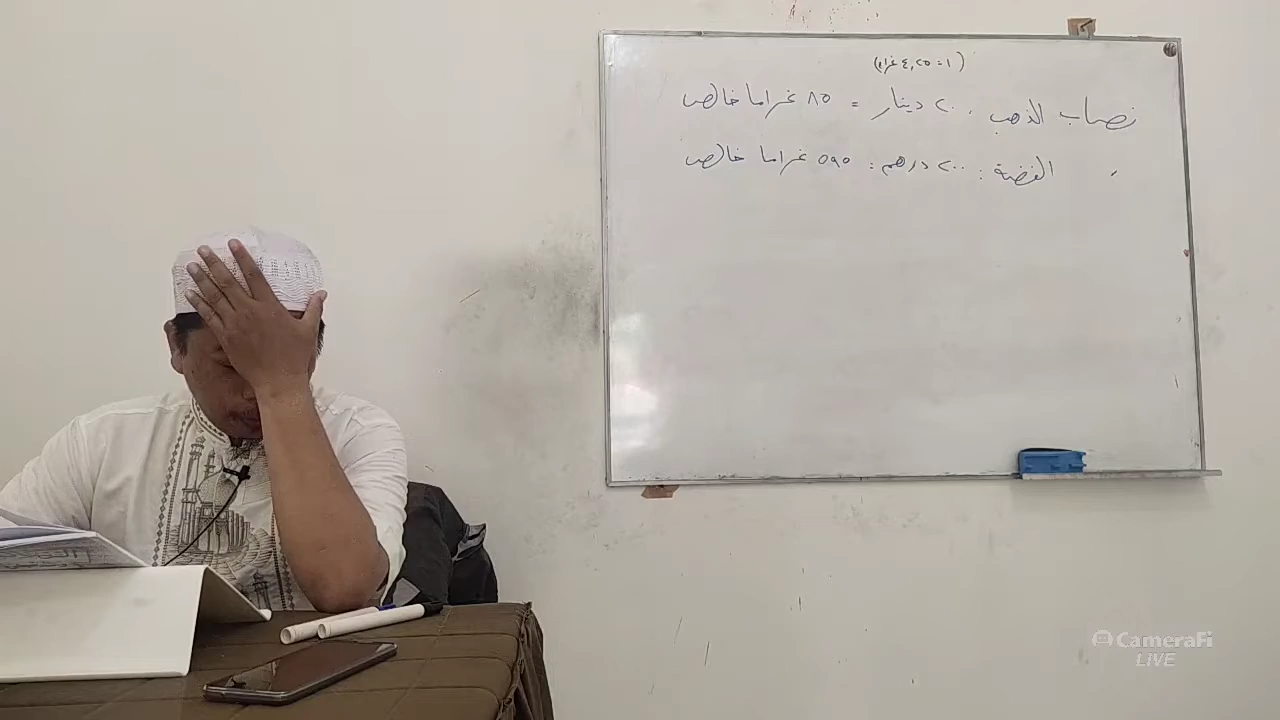 (١ = ٤,٢٥ غرام)
نصاب الذهب : ٢٠ دينار = ٨٥ غراما خالص
〃 الفضة : ٢٠٠ درهم : ٥٩٥ غراما خالص
CameraFi
LIVE